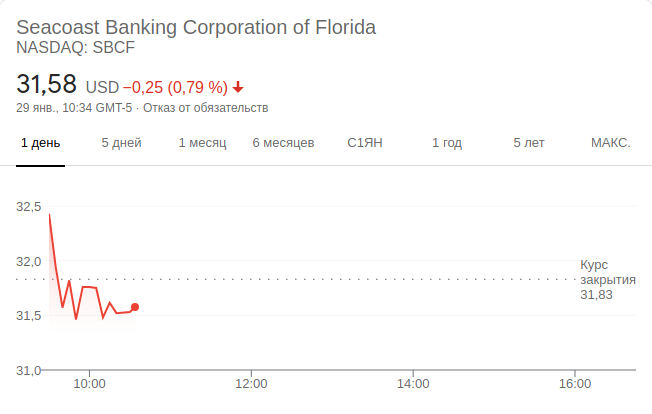 Seacoast Banking Corporation of Florida
NASDAQ: SBCF
31,58 USD −0,25 (0,79 %) ↓
29 янв., 10:34 GMT-5 · Отказ от обязательств
1 день 5 дней 1 месяц 6 месяцев С1ЯН 1 год 5 лет МАКС.
32,5
32,0
31,5
31,0
Курс
закрытия
31,83
10:00 12:00 14:00 16:00